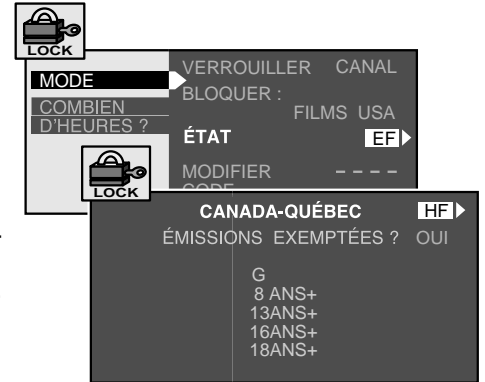 LOCK
MODE
COMBIEN
D'HEURES ?
VERROUILLER CANAL
BLOQUER :
FILMS USA
ÉTAT EF
MODIFIER - - - -
CODE
LOCK
CANADA-QUÉBEC HF
ÉMISSIONS EXEMPTÉES ? OUI
G
8 ANS+
13ANS+
16ANS+
18ANS+